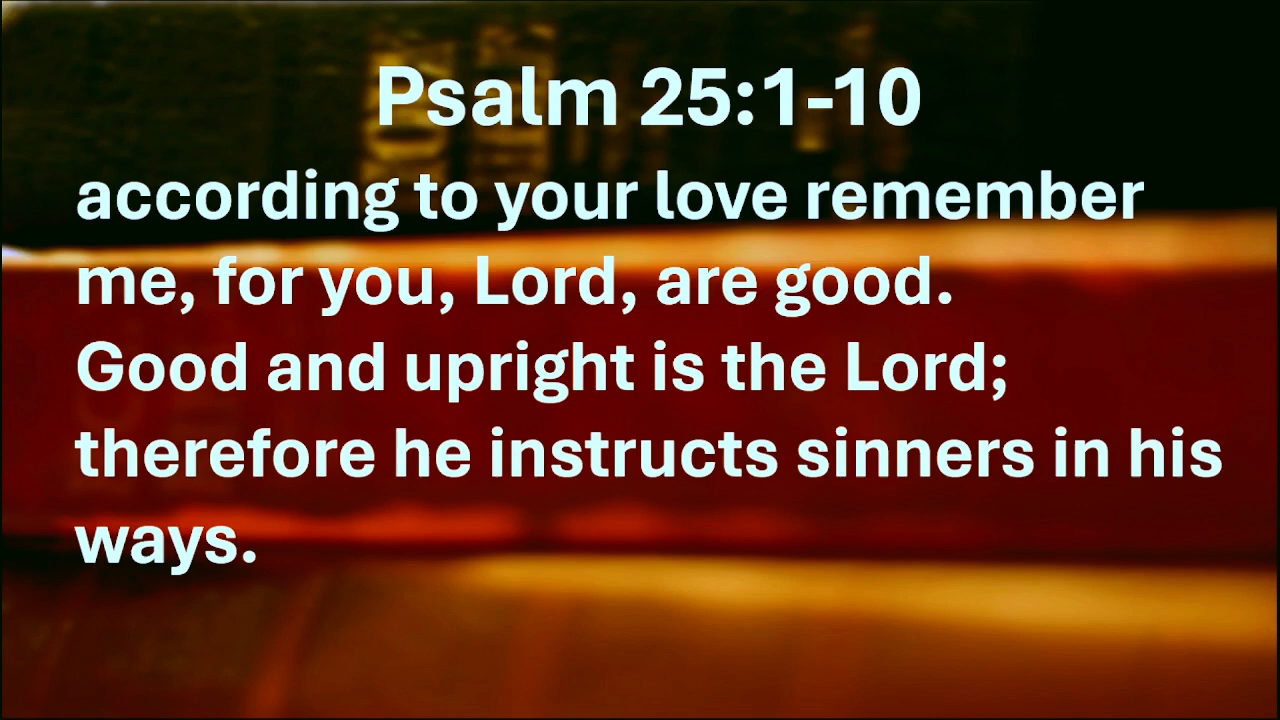 Psalm 25:1-10
according to your love remember
me, for you, Lord, are good.
Good and upright is the Lord;
therefore he instructs sinners in his
ways.